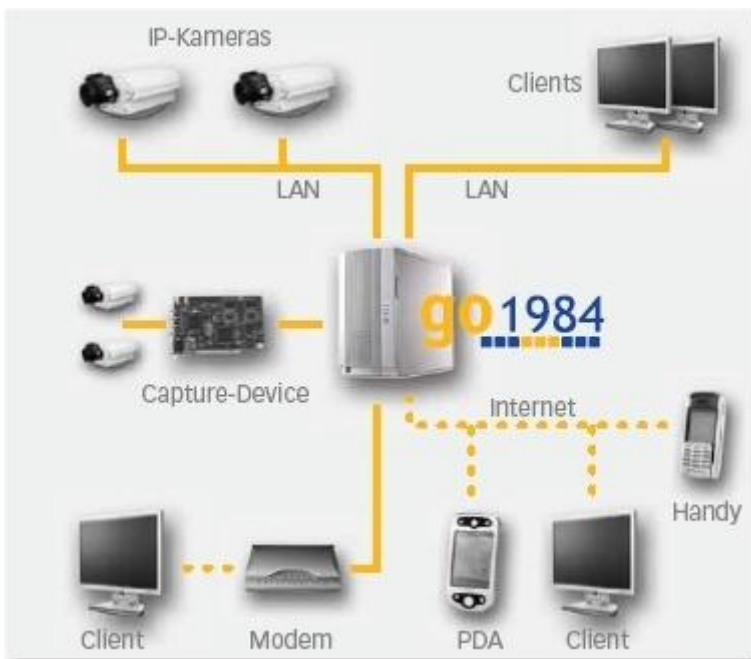 IP-Kameras
Clients
LAN
LAN
go1984
Capture-Device
Internet
Handy
Client
Modem
PDA
Client